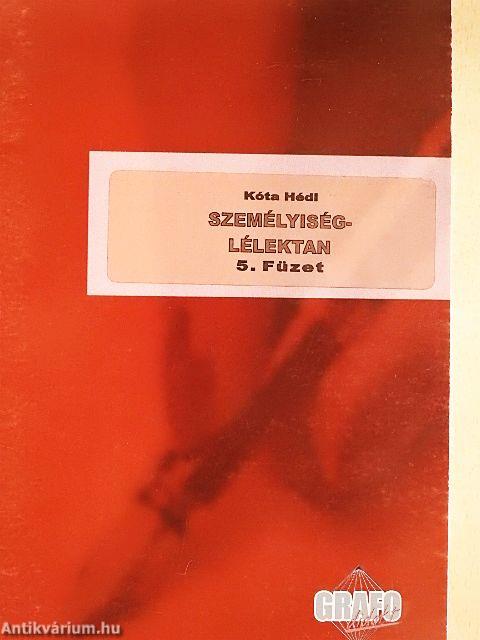 Kóta Hédi
SZEMÉLYISÉG-
LÉLEKTAN
5. Füzet
GRAFO
Antikvárium.hu